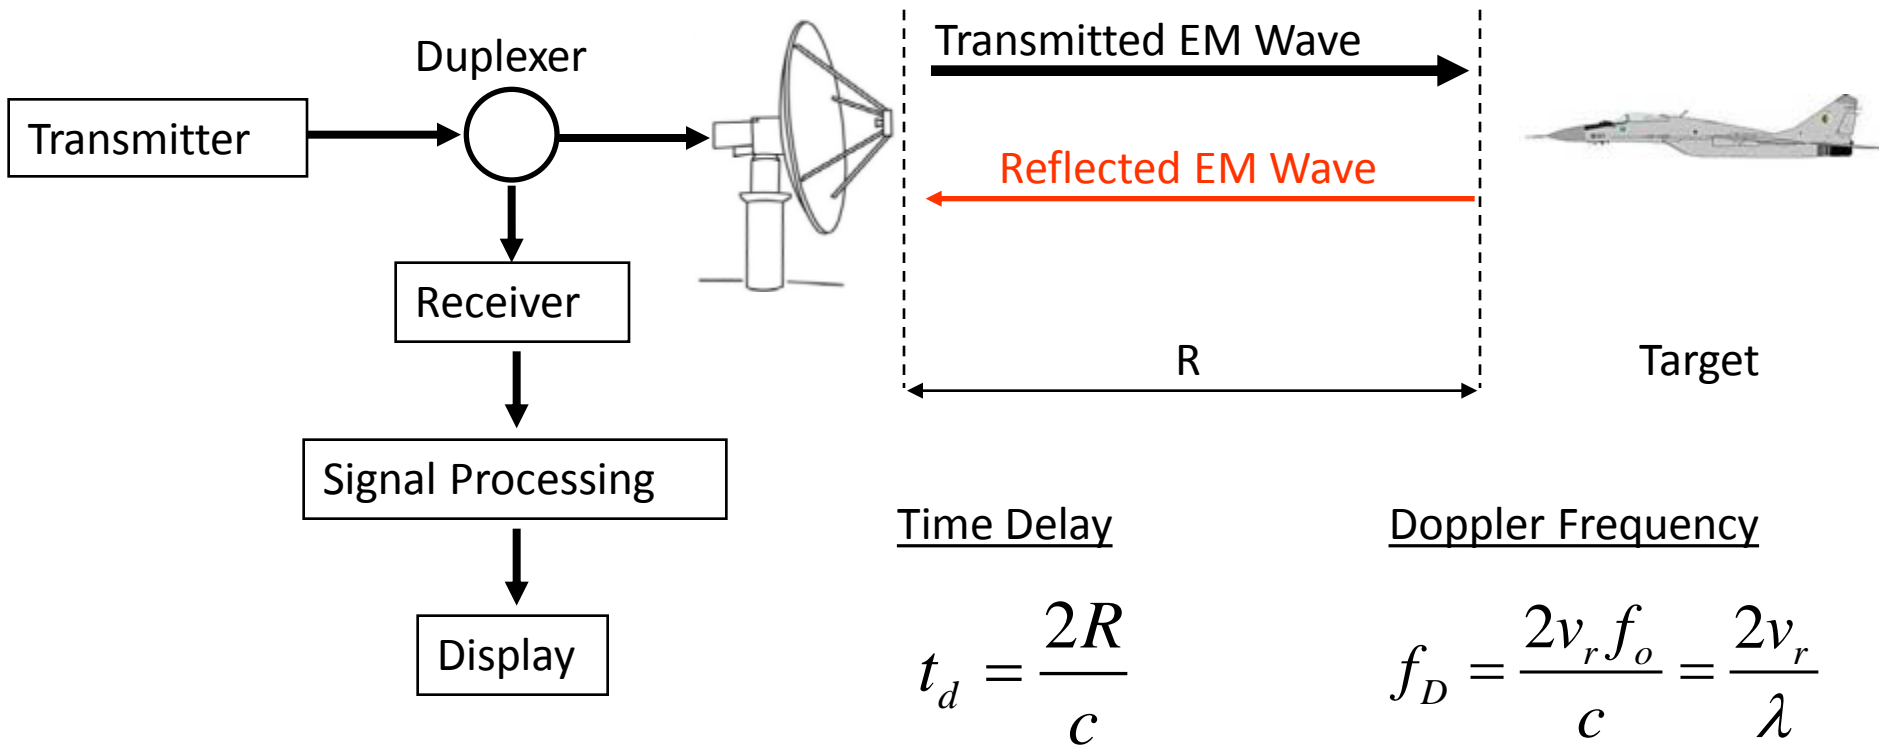 Duplexer
Transmitted EM Wave
Transmitter
Reflected EM Wave
Receiver
R
Target
Signal Processing
Time Delay
Doppler Frequency
Display
t_d = 2R/c
f_D = 2v_r f_o/c = 2v_r/λ